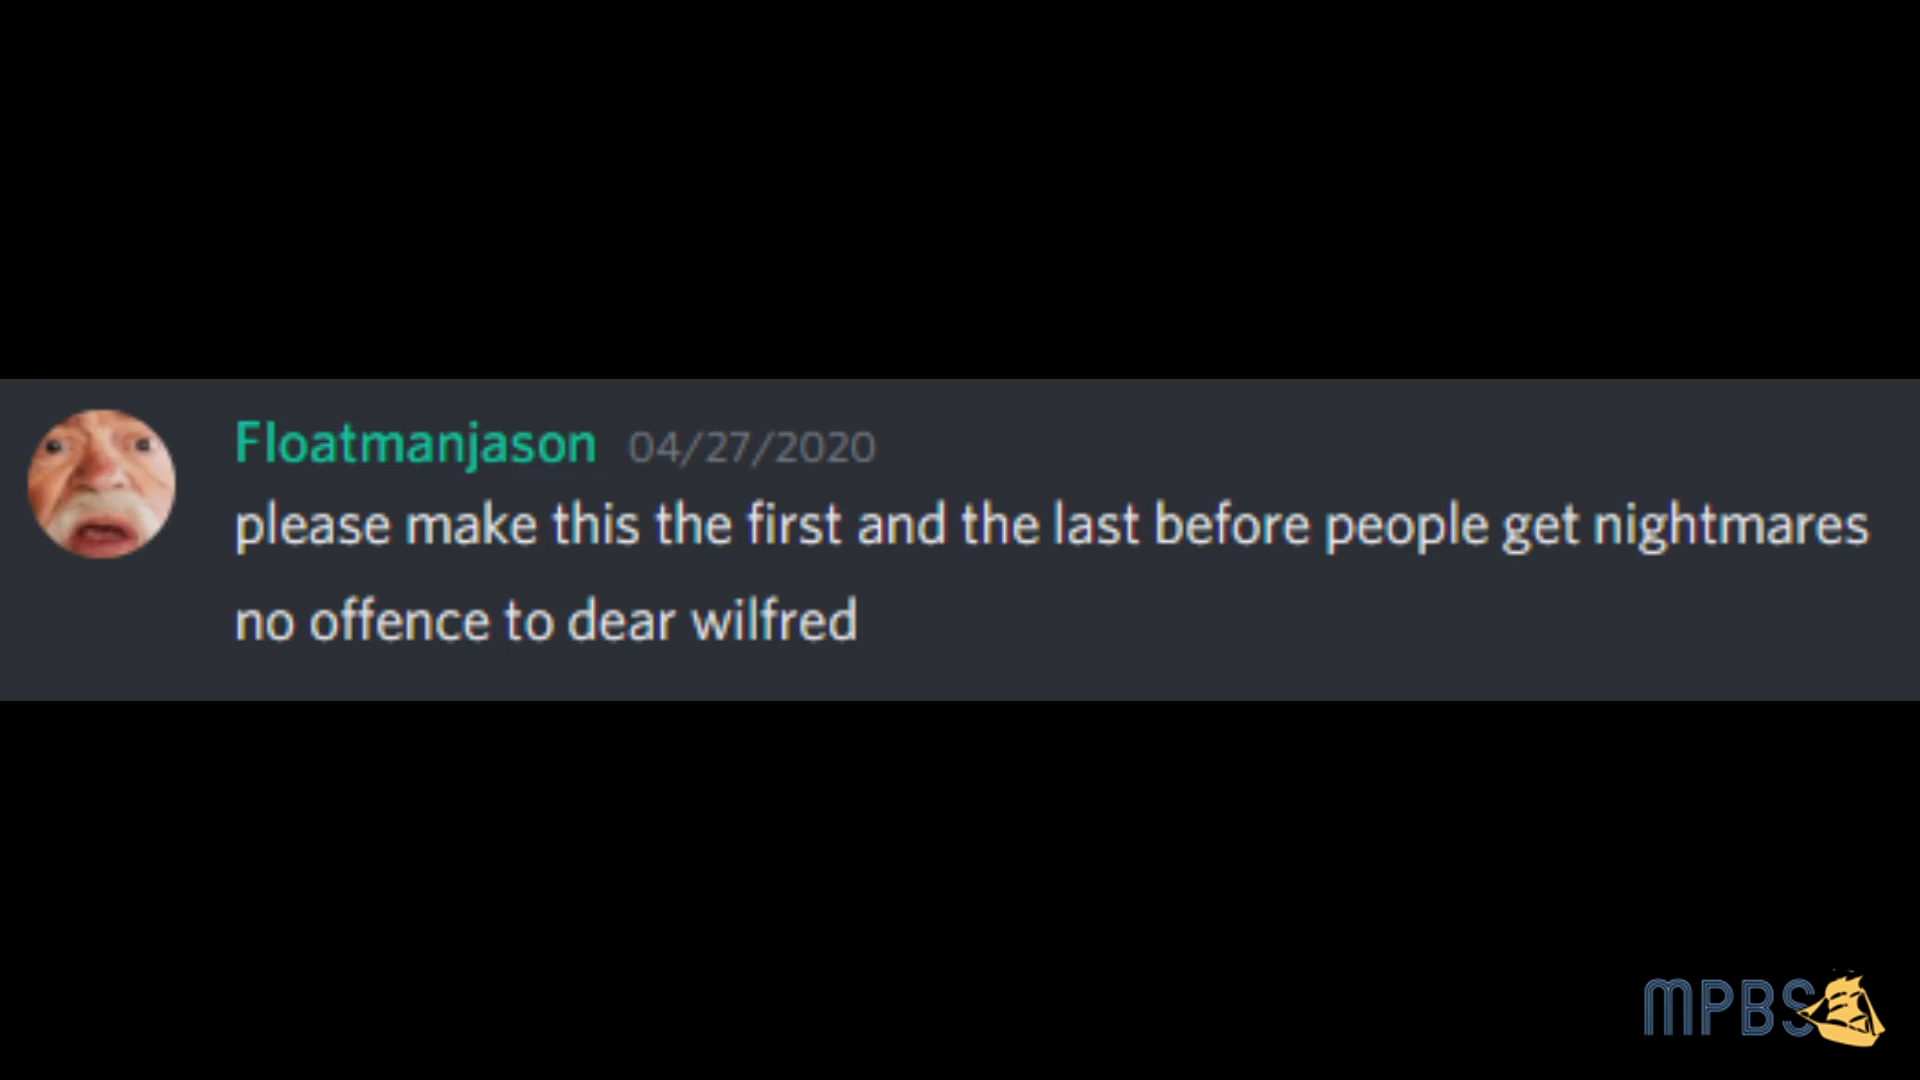 Floatmanjason 04/27/2020
please make this the first and the last before people get nightmares
no offence to dear wilfred
MPBS